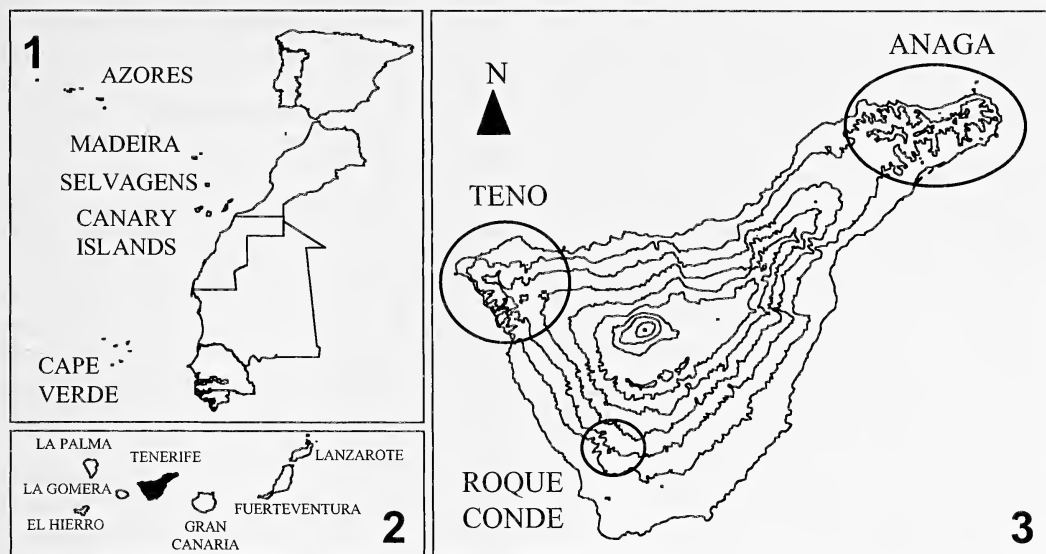 1
AZORES
MADEIRA
SELVAGENS
CANARY
ISLANDS
CAPE
VERDE
LA PALMA
TENERIFE
LANZAROTE
LA GOMERA
FUERTEVENTURA
EL HIERRO
GRAN
CANARIA
2
ANAGA
N
TENO
ROQUE
CONDE
3